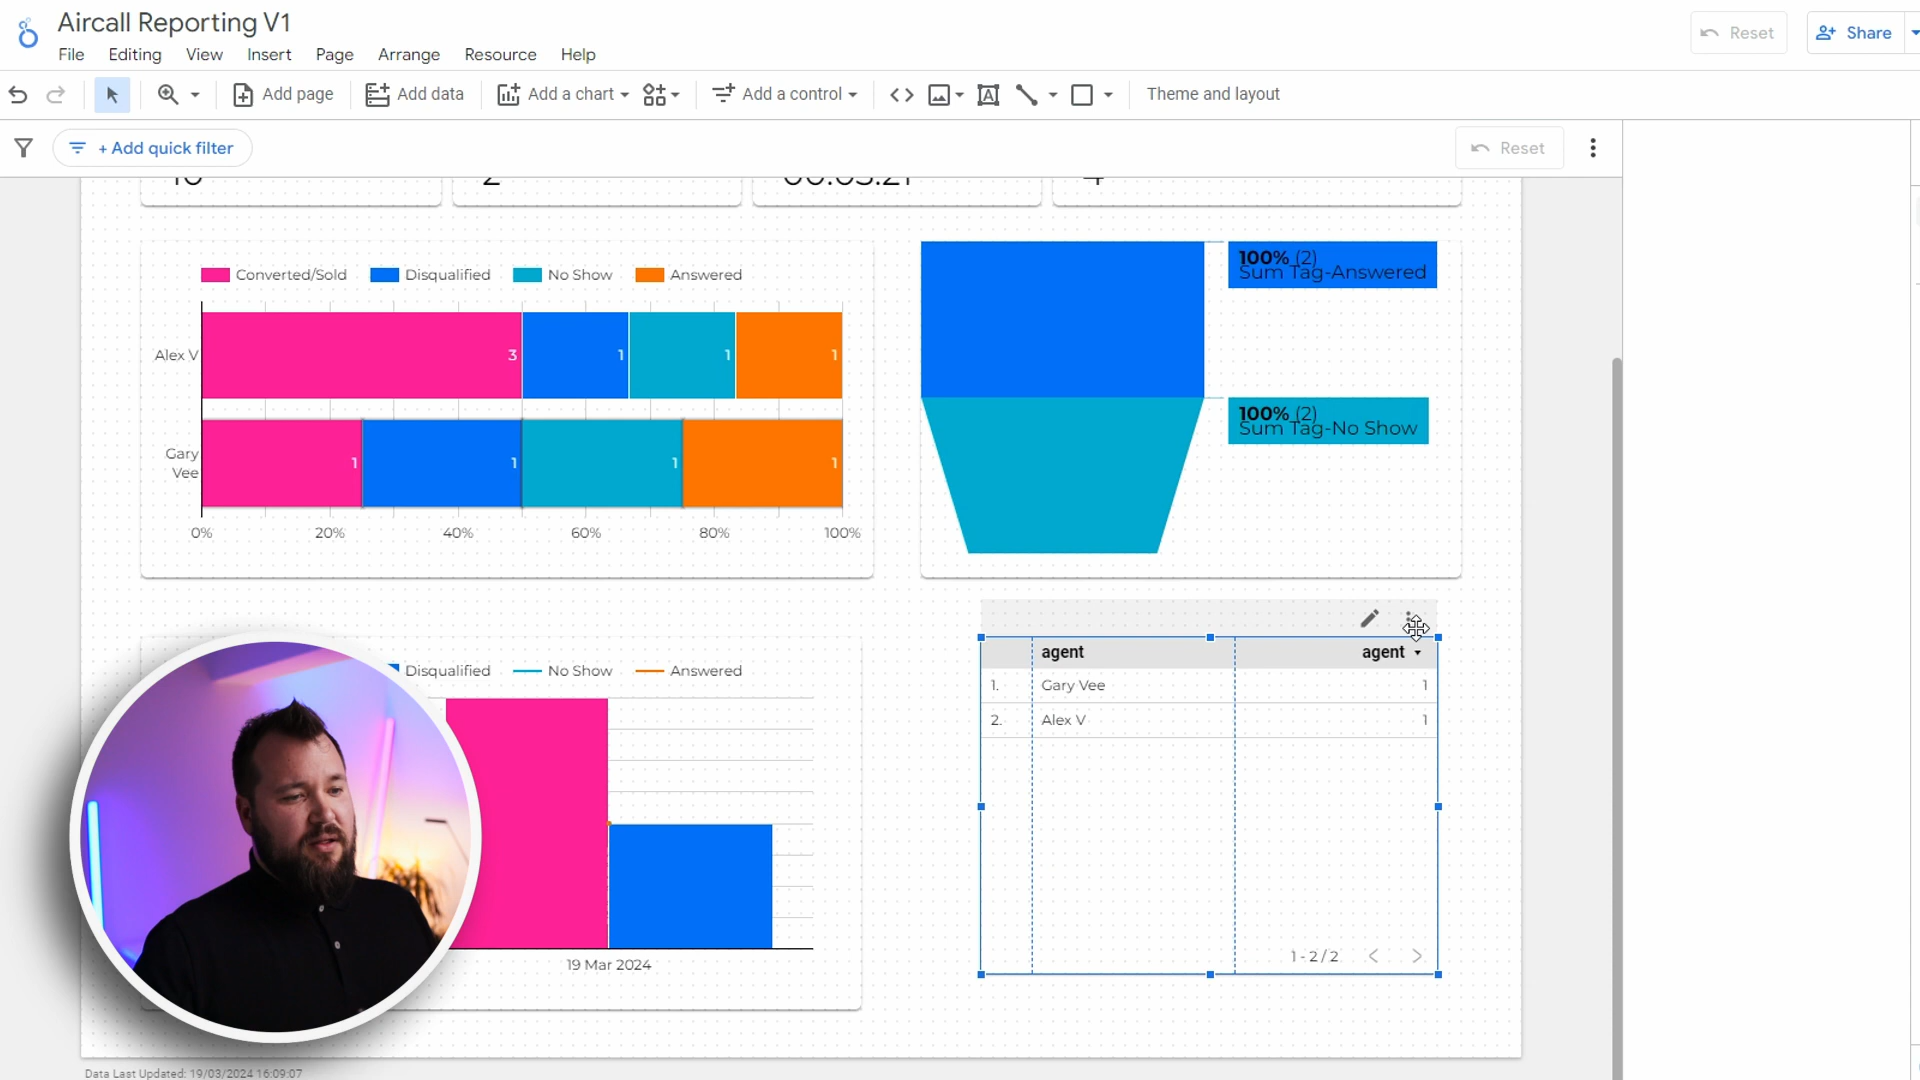 Aircall Reporting V1
File Editing View Insert Page Arrange Resource Help
Reset
Share
Add page
Add data
Add a chart
Add a control
Theme and layout
+ Add quick filter
Reset
Converted/Sold Disqualified No Show Answered
Alex V 3 1 1 1
Gary
Vee
1 1 1 1
0% 20% 40% 60% 80% 100%
100% (2)
Sum Tag-Answered
100% (2)
Sum Tag-No Show
Disqualified No Show Answered
19 Mar 2024
agent agent
1. Gary Vee 1
2. Alex V 1
1 - 2 / 2
Data Last Updated: 19/03/2024 16:09:07